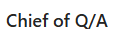 Chief of Q/A